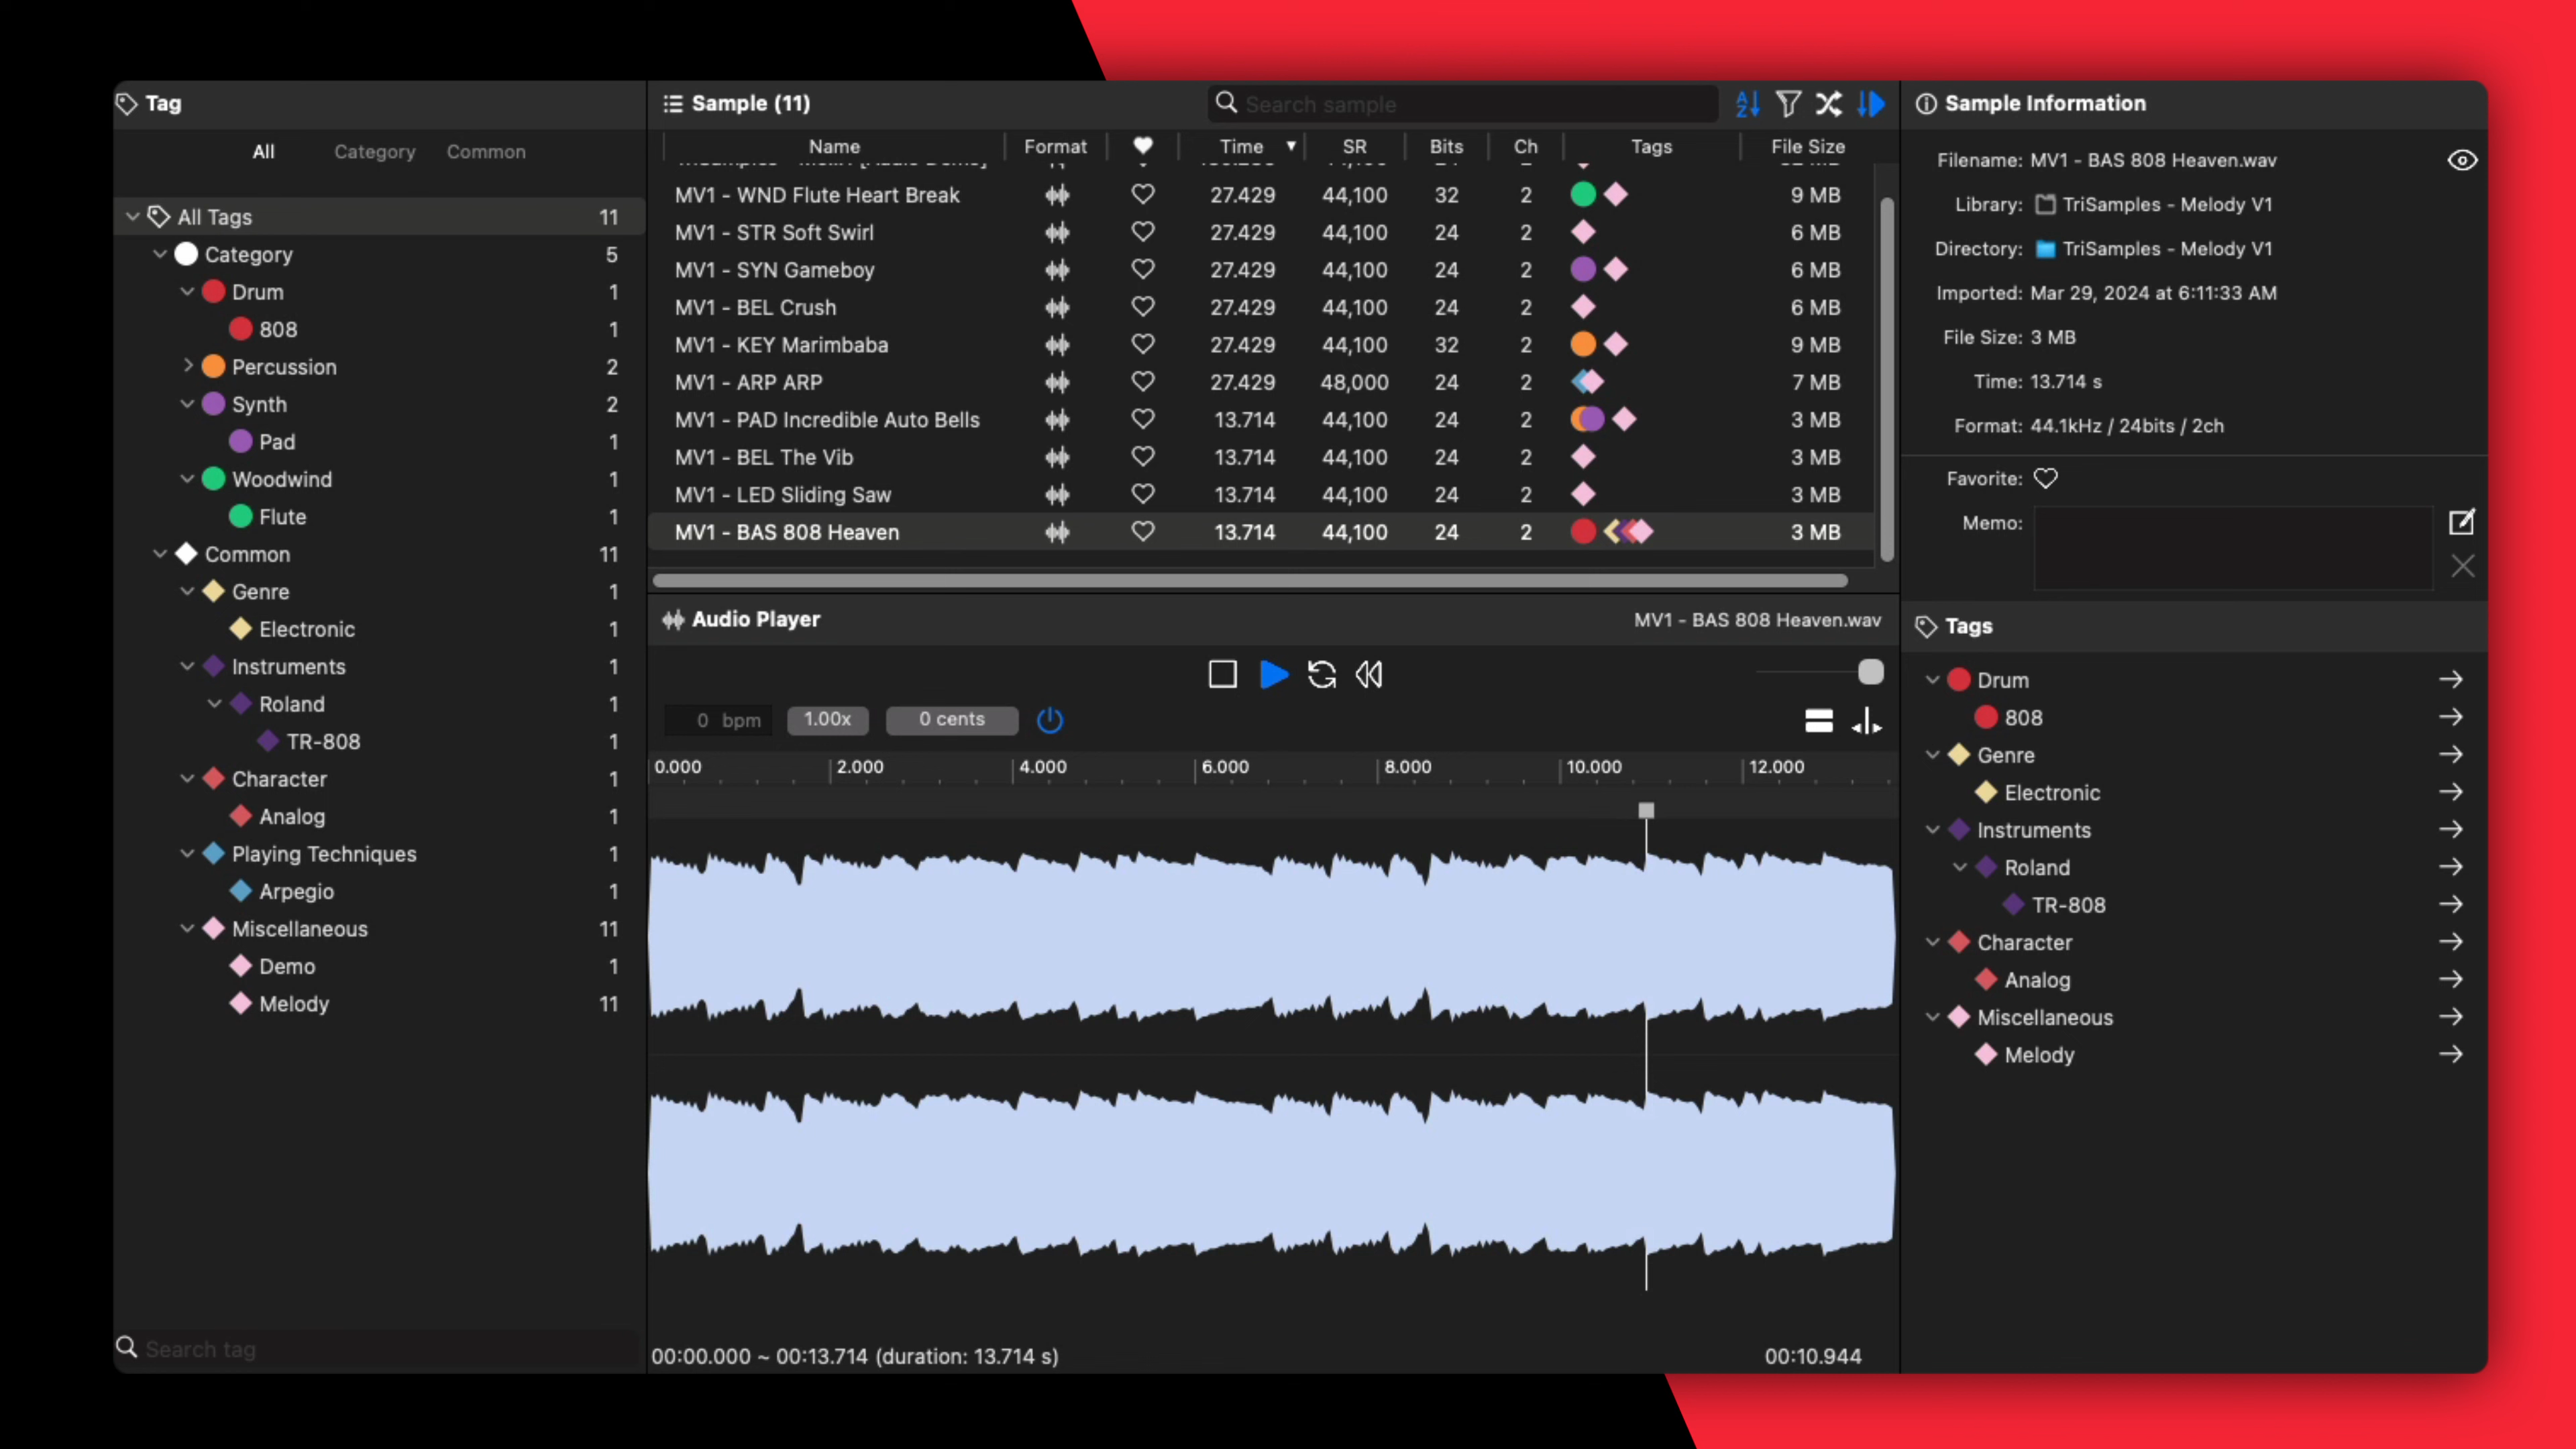 Tag
All Category Common
All Tags 11
Category 5
Drum 1
808 1
Percussion 2
Synth 2
Pad 1
Woodwind 1
Flute 1
Common 11
Genre 1
Electronic 1
Instruments 1
Roland 1
TR-808 1
Character 1
Analog 1
Playing Techniques 1
Arpegio 1
Miscellaneous 11
Demo 1
Melody 11
Search tag
Sample (11)
Search sample
Name Format Time SR Bits Ch Tags File Size
MV1 - WND Flute Heart Break 27.429 44,100 32 2 9 MB
MV1 - STR Soft Swirl 27.429 44,100 24 2 6 MB
MV1 - SYN Gameboy 27.429 44,100 24 2 6 MB
MV1 - BEL Crush 27.429 44,100 24 2 6 MB
MV1 - KEY Marimbaba 27.429 44,100 32 2 9 MB
MV1 - ARP ARP 27.429 48,000 24 2 7 MB
MV1 - PAD Incredible Auto Bells 13.714 44,100 24 2 3 MB
MV1 - BEL The Vib 13.714 44,100 24 2 3 MB
MV1 - LED Sliding Saw 13.714 44,100 24 2 3 MB
MV1 - BAS 808 Heaven 13.714 44,100 24 2 3 MB
Audio Player MV1 - BAS 808 Heaven.wav
0 bpm 1.00x 0 cents
0.000 2.000 4.000 6.000 8.000 10.000 12.000
00:00.000 ~ 00:13.714 (duration: 13.714 s) 00:10.944
Sample Information
Filename: MV1 - BAS 808 Heaven.wav
Library: TriSamples - Melody V1
Directory: TriSamples - Melody V1
Imported: Mar 29, 2024 at 6:11:33 AM
File Size: 3 MB
Time: 13.714 s
Format: 44.1kHz / 24bits / 2ch
Favorite:
Memo:
Tags
Drum
808
Genre
Electronic
Instruments
Roland
TR-808
Character
Analog
Miscellaneous
Melody